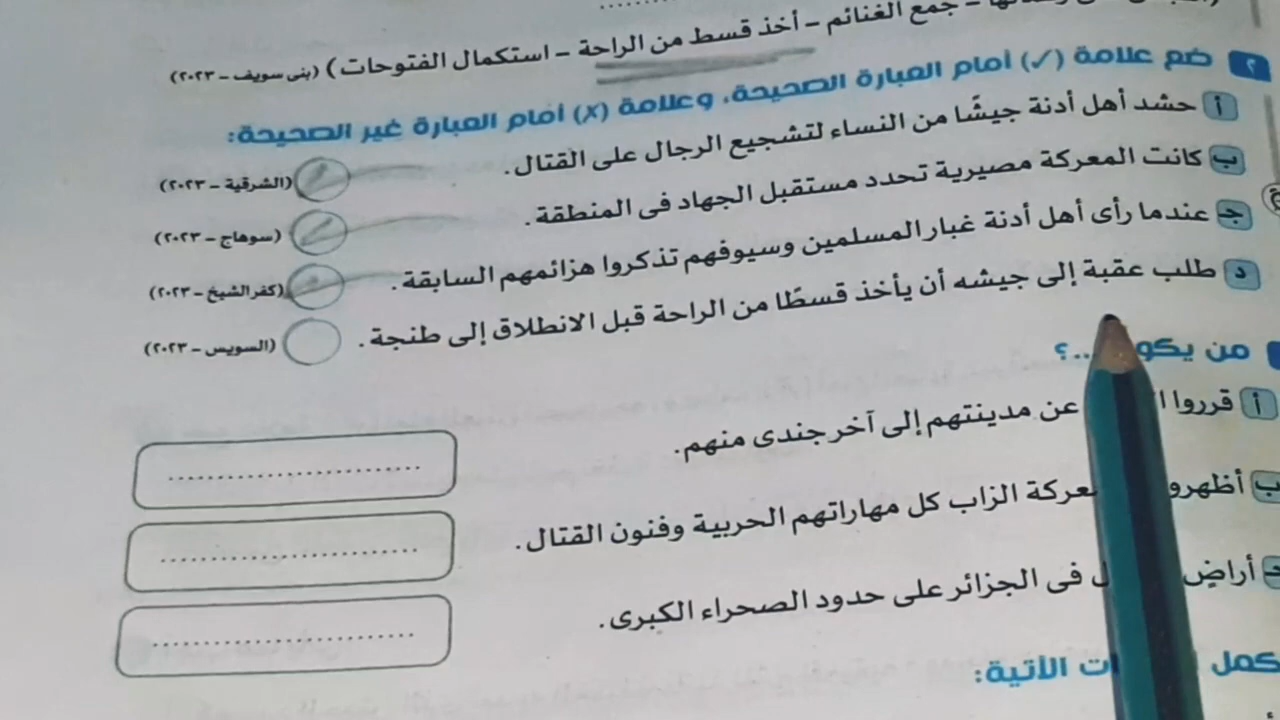 جمع الغنائم – أخذ قسط من الراحة – استكمال الفتوحات) (بنى سويف – ٢٠٢٣)
٢ ضع علامة (✓) أمام العبارة الصحيحة، وعلامة (x) أمام العبارة غير الصحيحة:
أ حشد أهل أدنة جيشًا من النساء لتشجيع الرجال على القتال. (الشرقية – ٢٠٢٣)
ب كانت المعركة مصيرية تحدد مستقبل الجهاد فى المنطقة. (سوهاج – ٢٠٢٣)
جـ عندما رأى أهل أدنة غبار المسلمين وسيوفهم تذكروا هزائمهم السابقة. (كفر الشيخ – ٢٠٢٣)
د طلب عقبة إلى جيشه أن يأخذ قسطًا من الراحة قبل الانطلاق إلى طنجة. (السويس – ٢٠٢٣)
من ..؟
أ قرروا عن مدينتهم إلى آخر جندى منهم.
ب الزاب كل مهاراتهم الحربية وفنون القتال.
جـ أراضٍ فى الجزائر على حدود الصحراء الكبرى.
الآتية: